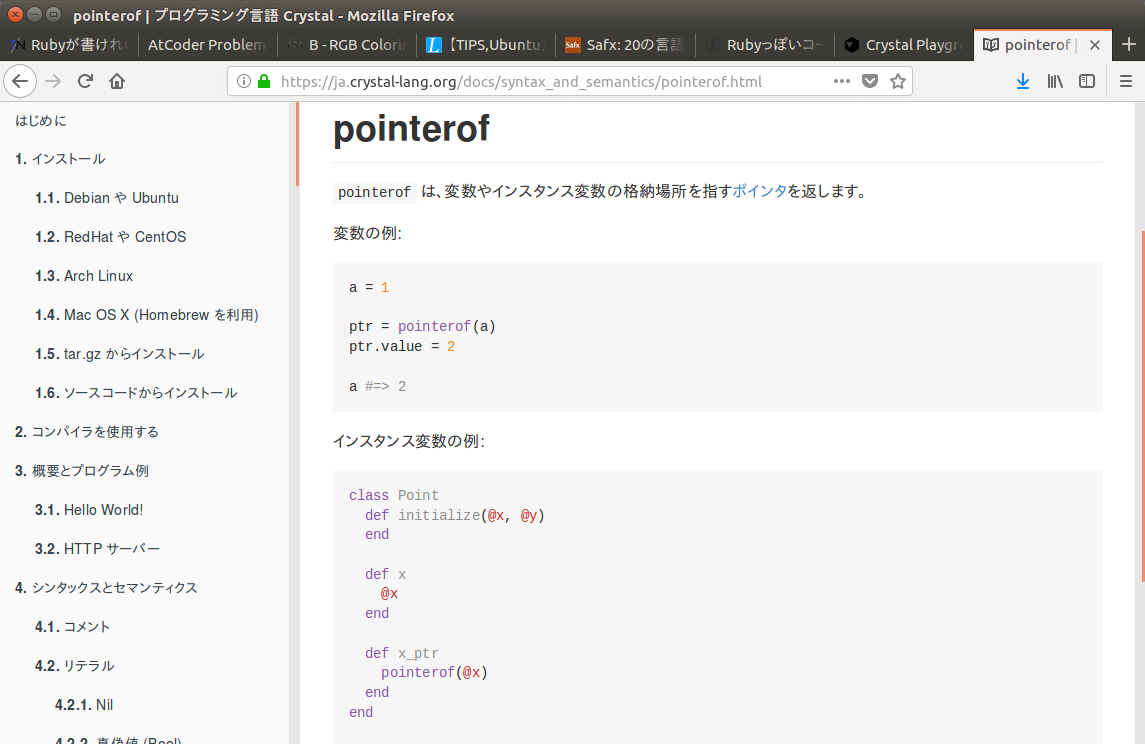 pointerof | プログラミング言語 Crystal - Mozilla Firefox
Rubyが書けれ
AtCoder Problem
B - RGB Colorin
【TIPS,Ubuntu
Safx: 20の言語
Rubyっぽいコー
Crystal Playgro
pointerof |
https://ja.crystal-lang.org/docs/syntax_and_semantics/pointerof.html
はじめに
1. インストール
1.1. Debian や Ubuntu
1.2. RedHat や CentOS
1.3. Arch Linux
1.4. Mac OS X (Homebrew を利用)
1.5. tar.gz からインストール
1.6. ソースコードからインストール
2. コンパイラを使用する
3. 概要とプログラム例
3.1. Hello World!
3.2. HTTP サーバー
4. シンタックスとセマンティクス
4.1. コメント
4.2. リテラル
4.2.1. Nil
4.2.2. 真偽値 (Bool)
pointerof
pointerof は、変数やインスタンス変数の格納場所を指すポインタを返します。
変数の例:
a = 1
ptr = pointerof(a)
ptr.value = 2
a #=> 2
インスタンス変数の例:
class Point
def initialize(@x, @y)
end
def x
@x
end
def x_ptr
pointerof(@x)
end
end